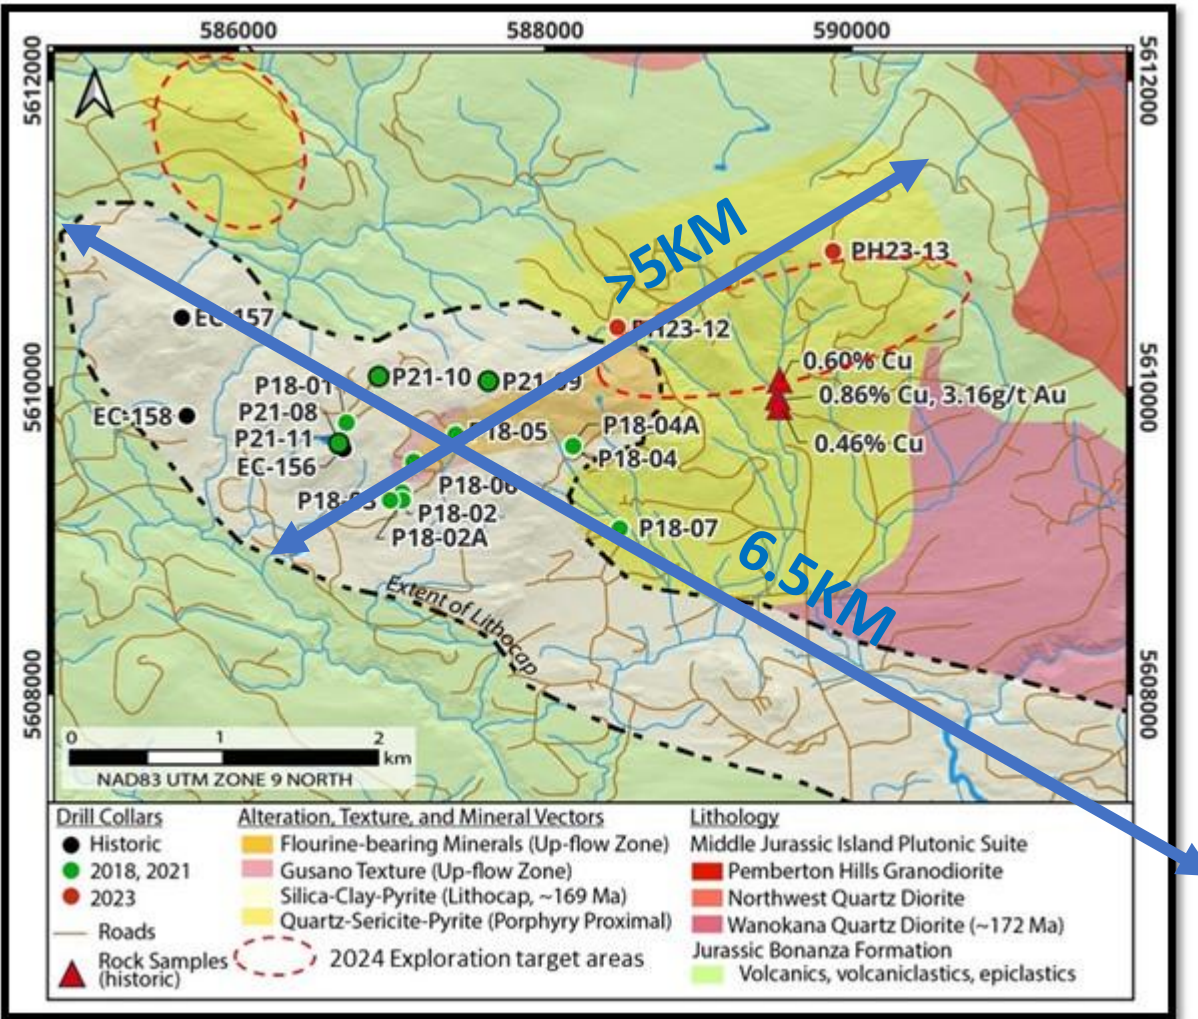 586000
588000
590000
5612000
5612000
>5KM
PH23-13
EC-157
PH23-12
0.60% Cu
5610000
5610000
P18-01
P21-10
P21-09
0.86% Cu, 3.16g/t Au
EC-158
P21-08
P18-05
P18-04A
P21-11
0.46% Cu
EC-156
P18-04
P18-06
P18-03
P18-02
P18-07
P18-02A
6.5KM
Extent of Lithocap
5608000
5608000
0 1 2
km
NAD83 UTM ZONE 9 NORTH
Drill Collars
Historic
2018, 2021
2023
Roads
Rock Samples
(historic)
Alteration, Texture, and Mineral Vectors
Flourine-bearing Minerals (Up-flow Zone)
Gusano Texture (Up-flow Zone)
Silica-Clay-Pyrite (Lithocap, ~169 Ma)
Quartz-Sericite-Pyrite (Porphyry Proximal)
2024 Exploration target areas
Lithology
Middle Jurassic Island Plutonic Suite
Pemberton Hills Granodiorite
Northwest Quartz Diorite
Wanokana Quartz Diorite (~172 Ma)
Jurassic Bonanza Formation
Volcanics, volcaniclastics, epiclastics